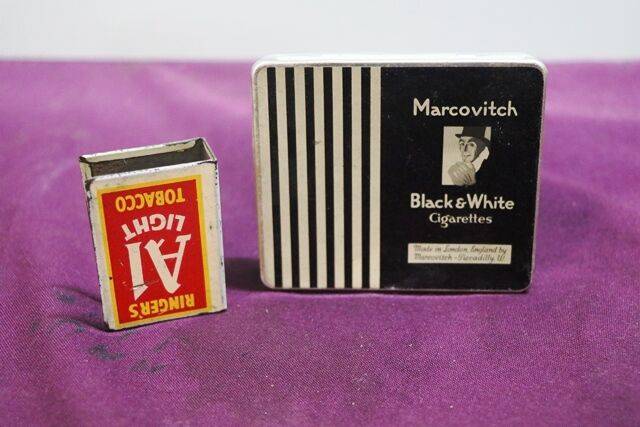 RINGER'S
A1
LIGHT
TOBACCO
Marcovitch
Black & White
Cigarettes
Made in London, England by
Marcovitch - Piccadilly, W.